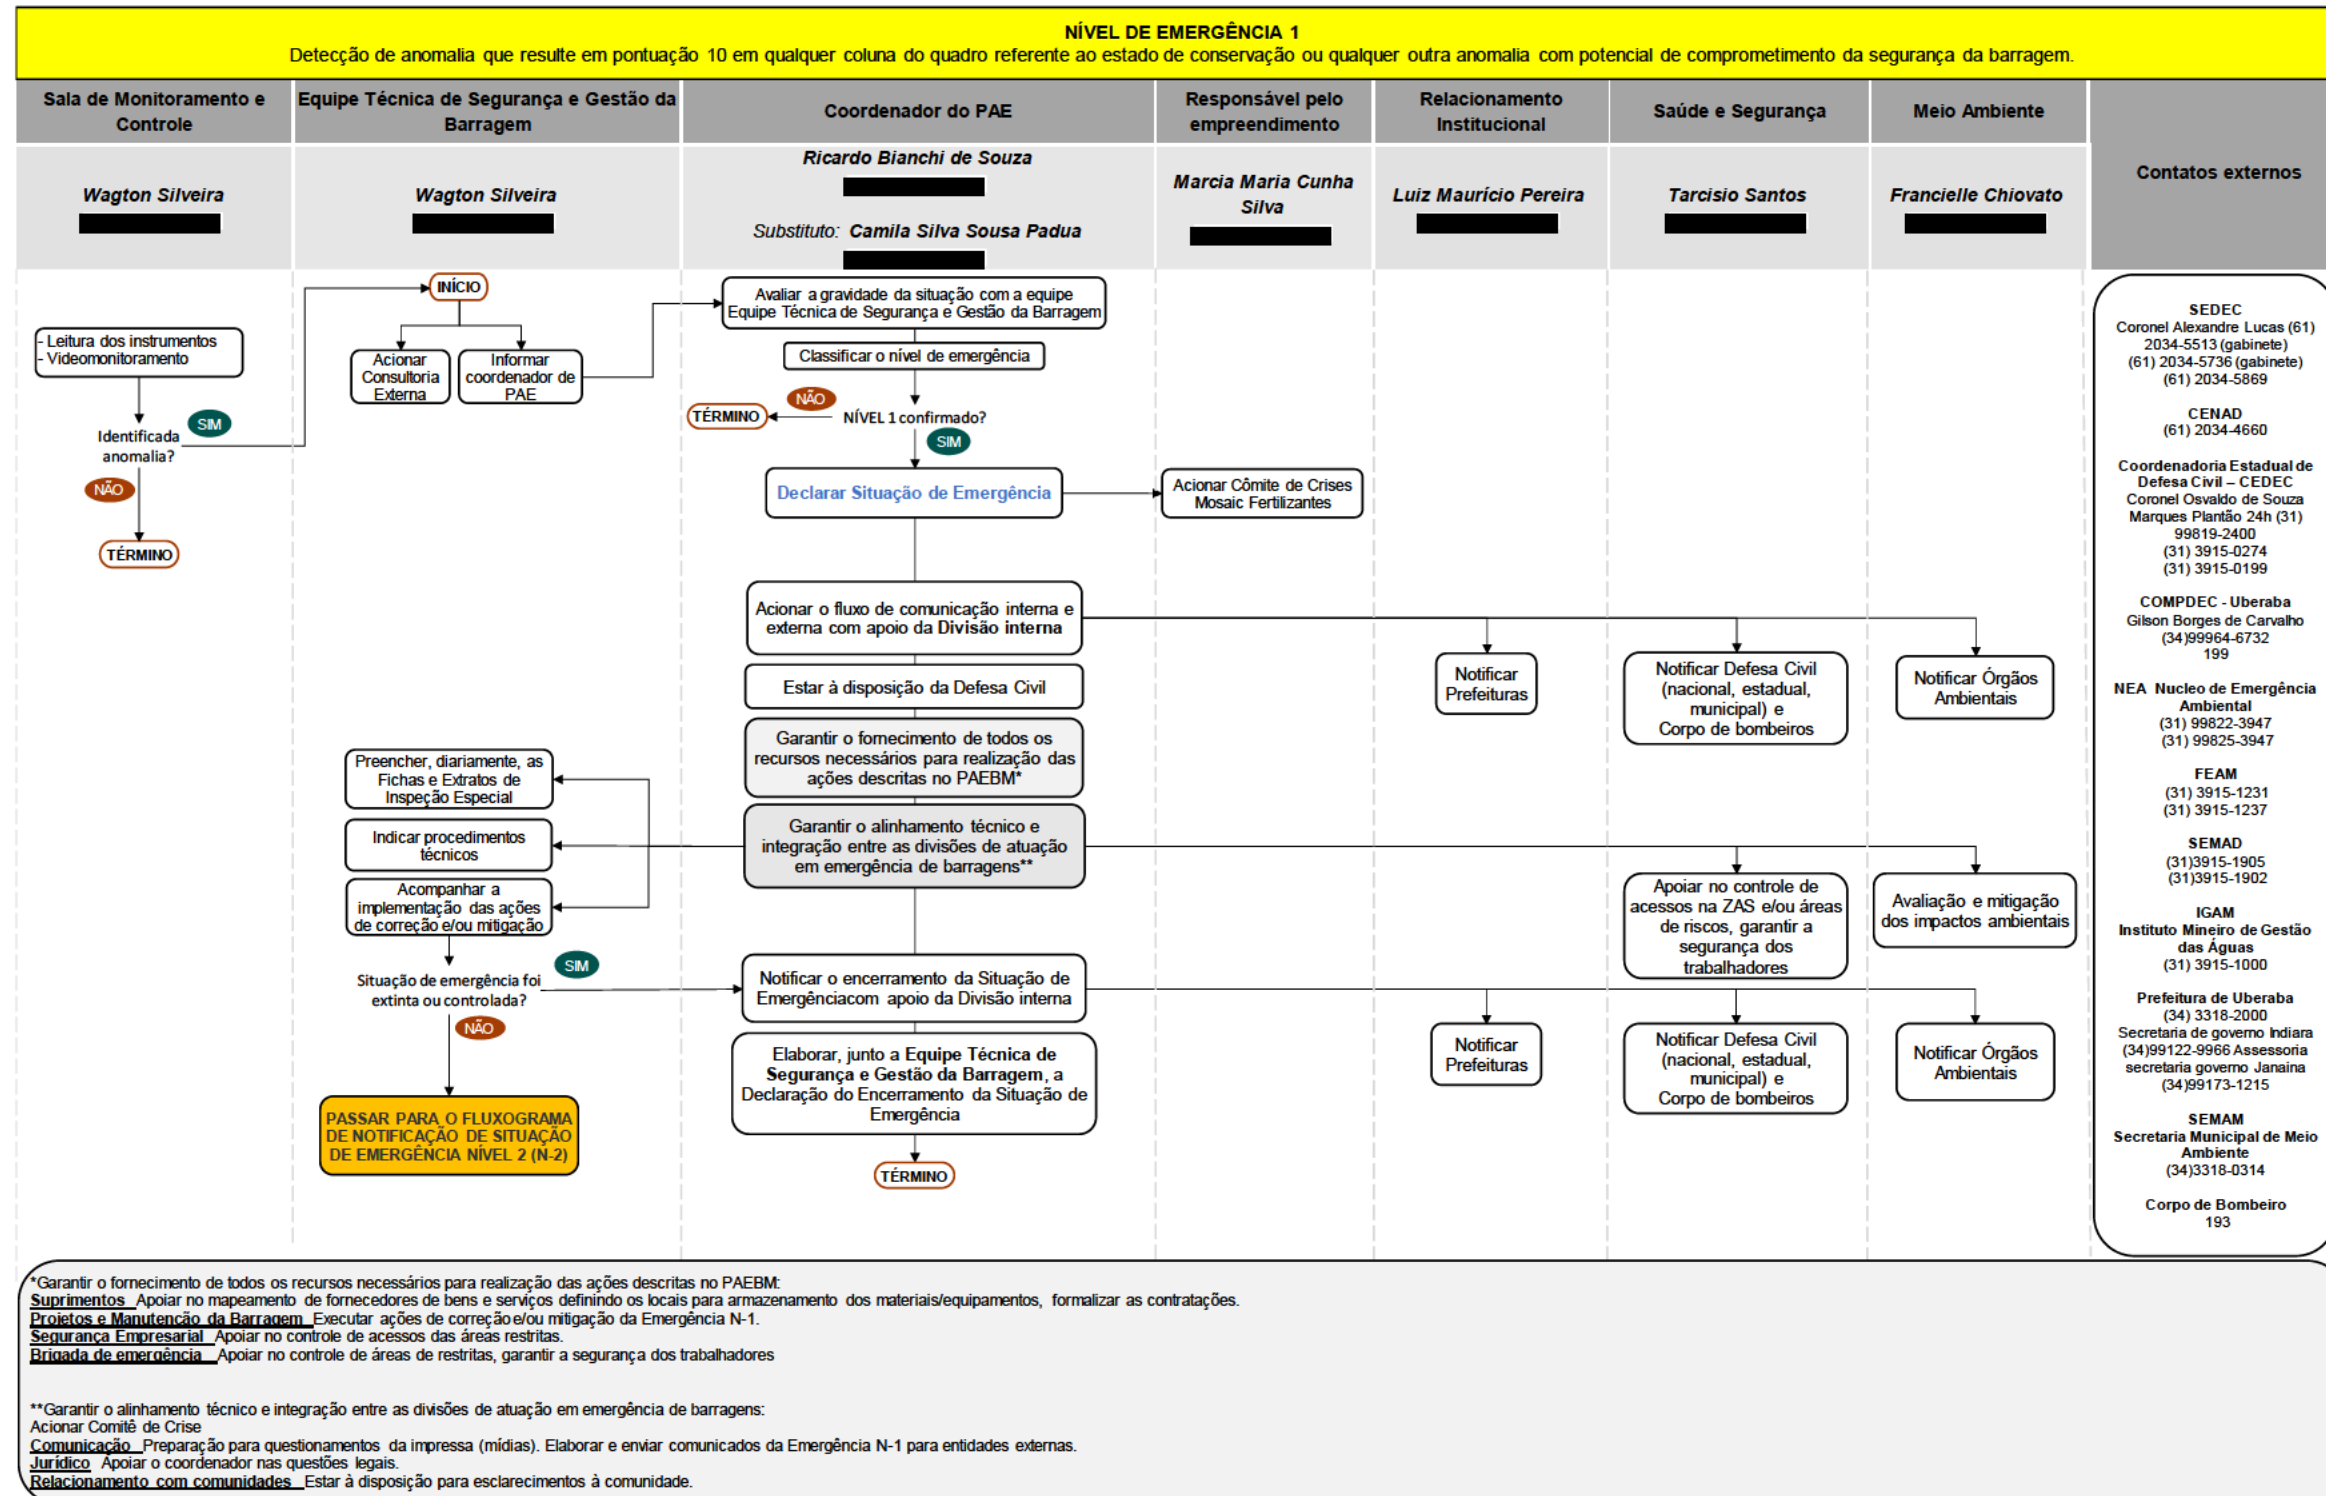 NÍVEL DE EMERGÊNCIA 1
Detecção de anomalia que resulte em pontuação 10 em qualquer coluna do quadro referente ao estado de conservação ou qualquer outra anomalia com potencial de comprometimento da segurança da barragem.
Sala de Monitoramento e
Controle
Equipe Técnica de Segurança e Gestão da
Barragem
Coordenador do PAE
Responsável pelo
empreendimento
Relacionamento
Institucional
Saúde e Segurança
Meio Ambiente
Contatos externos
Wagton Silveira
Wagton Silveira
Ricardo Bianchi de Souza
Substituto: Camila Silva Sousa Padua
Marcia Maria Cunha
Silva
Luiz Maurício Pereira
Tarcisio Santos
Francielle Chiovato
- Leitura dos instrumentos
- Videomonitoramento
Identificada
anomalia?
SIM
NÃO
TÉRMINO
INÍCIO
Acionar
Consultoria
Externa
Informar
coordenador de
PAE
Avaliar a gravidade da situação com a equipe
Equipe Técnica de Segurança e Gestão da Barragem
Classificar o nível de emergência
TÉRMINO
NÃO
NÍVEL 1 confirmado?
SIM
Declarar Situação de Emergência
Acionar Cômite de Crises
Mosaic Fertilizantes
Acionar o fluxo de comunicação interna e
externa com apoio da Divisão interna
Notificar
Prefeituras
Notificar Defesa Civil
(nacional, estadual,
municipal) e
Corpo de bombeiros
Notificar Órgãos
Ambientais
Estar à disposição da Defesa Civil
Garantir o fornecimento de todos os
recursos necessários para realização das
ações descritas no PAEBM*
Garantir o alinhamento técnico e
integração entre as divisões de atuação
em emergência de barragens**
Preencher, diariamente, as
Fichas e Extratos de
Inspeção Especial
Indicar procedimentos
técnicos
Acompanhar a
implementação das ações
de correção e/ou mitigação
Apoiar no controle de
acessos na ZAS e/ou áreas
de riscos, garantir a
segurança dos
trabalhadores
Avaliação e mitigação
dos impactos ambientais
Situação de emergência foi
extinta ou controlada?
SIM
NÃO
Notificar o encerramento da Situação de
Emergênciacom apoio da Divisão interna
Notificar
Prefeituras
Notificar Defesa Civil
(nacional, estadual,
municipal) e
Corpo de bombeiros
Notificar Órgãos
Ambientais
Elaborar, junto a Equipe Técnica de
Segurança e Gestão da Barragem, a
Declaração do Encerramento da Situação de
Emergência
TÉRMINO
PASSAR PARA O FLUXOGRAMA
DE NOTIFICAÇÃO DE SITUAÇÃO
DE EMERGÊNCIA NÍVEL 2 (N-2)
SEDEC
Coronel Alexandre Lucas (61)
2034-5513 (gabinete)
(61) 2034-5736 (gabinete)
(61) 2034-5869
CENAD
(61) 2034-4660
Coordenadoria Estadual de
Defesa Civil – CEDEC
Coronel Osvaldo de Souza
Marques Plantão 24h (31)
99819-2400
(31) 3915-0274
(31) 3915-0199
COMPDEC - Uberaba
Gilson Borges de Carvalho
(34)99964-6732
199
NEA Nucleo de Emergência
Ambiental
(31) 99822-3947
(31) 99825-3947
FEAM
(31) 3915-1231
(31) 3915-1237
SEMAD
(31)3915-1905
(31)3915-1902
IGAM
Instituto Mineiro de Gestão
das Águas
(31) 3915-1000
Prefeitura de Uberaba
(34) 3318-2000
Secretaria de governo Indiara
(34)99122-9966 Assessoria
secretaria governo Janaina
(34)99173-1215
SEMAM
Secretaria Municipal de Meio
Ambiente
(34)3318-0314
Corpo de Bombeiro
193
*Garantir o fornecimento de todos os recursos necessários para realização das ações descritas no PAEBM:
Suprimentos Apoiar no mapeamento de fornecedores de bens e serviços definindo os locais para armazenamento dos materiais/equipamentos, formalizar as contratações.
Projetos e Manutenção da Barragem Executar ações de correção e/ou mitigação da Emergência N-1.
Segurança Empresarial Apoiar no controle de acessos das áreas restritas.
Brigada de emergência Apoiar no controle de áreas de restritas, garantir a segurança dos trabalhadores
**Garantir o alinhamento técnico e integração entre as divisões de atuação em emergência de barragens:
Acionar Comitê de Crise
Comunicação Preparação para questionamentos da impressa (mídias). Elaborar e enviar comunicados da Emergência N-1 para entidades externas.
Jurídico Apoiar o coordenador nas questões legais.
Relacionamento com comunidades Estar à disposição para esclarecimentos à comunidade.